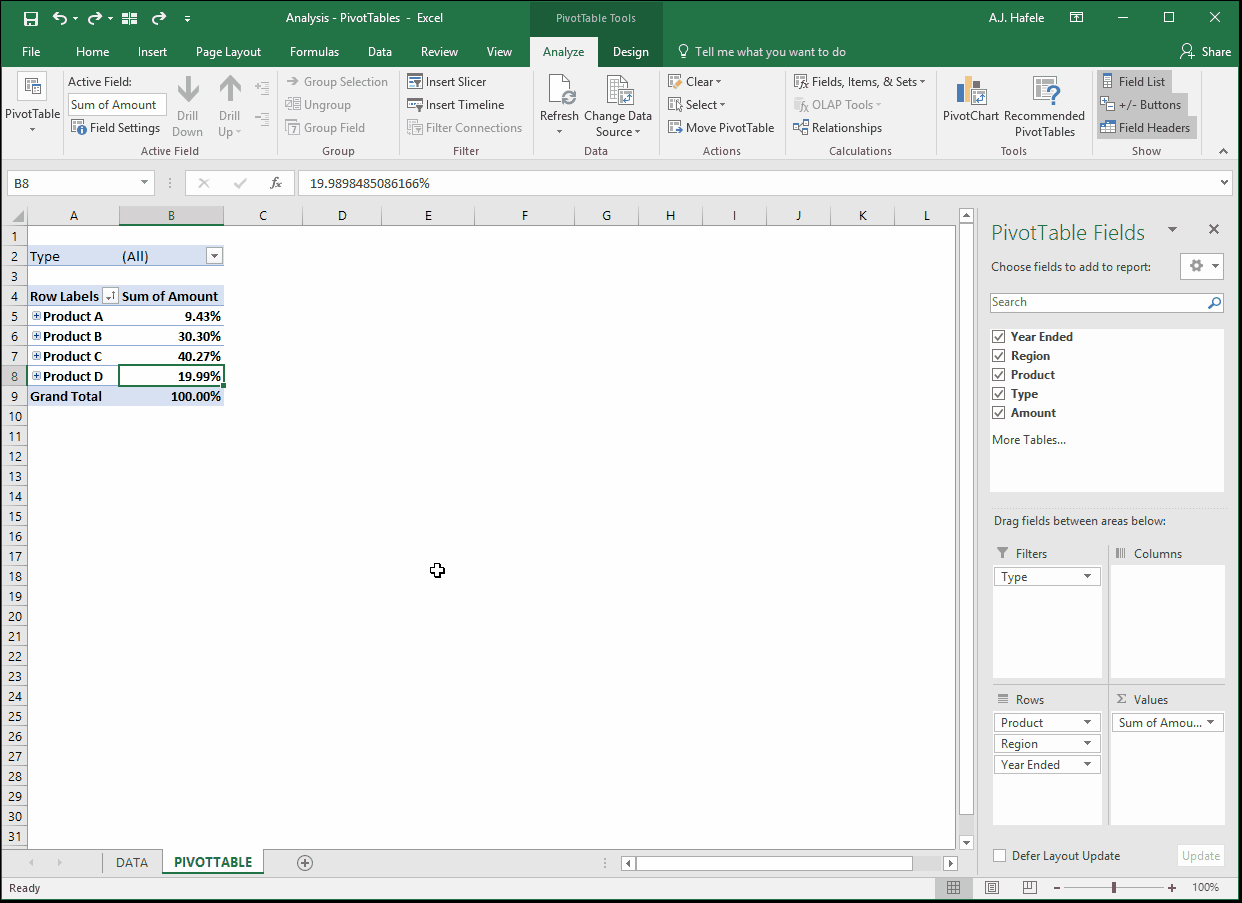 Analysis - PivotTables - Excel
PivotTable Tools
A.J. Hafele
File Home Insert Page Layout Formulas Data Review View Analyze Design Tell me what you want to do Share
PivotTable
Active Field:
Sum of Amount
Field Settings
Drill Down
Drill Up
Active Field
Group Selection
Ungroup
Group Field
Group
Insert Slicer
Insert Timeline
Filter Connections
Filter
Refresh
Change Data Source
Data
Clear
Select
Move PivotTable
Actions
Fields, Items, & Sets
OLAP Tools
Relationships
Calculations
PivotChart
Recommended PivotTables
Tools
Field List
+/- Buttons
Field Headers
Show
B8 fx 19.9898485086166%
A B C D E F G H I J K L
1
2 Type (All)
3
4 Row Labels Sum of Amount
5 Product A 9.43%
6 Product B 30.30%
7 Product C 40.27%
8 Product D 19.99%
9 Grand Total 100.00%
10
11
12
13
14
15
16
17
18
19
20
21
22
23
24
25
26
27
28
29
30
31
PivotTable Fields
Choose fields to add to report:
Search
Year Ended
Region
Product
Type
Amount
More Tables...
Drag fields between areas below:
Filters
Type
Columns
Rows
Product
Region
Year Ended
Σ Values
Sum of Amou...
Defer Layout Update Update
DATA PIVOTTABLE
Ready 100%